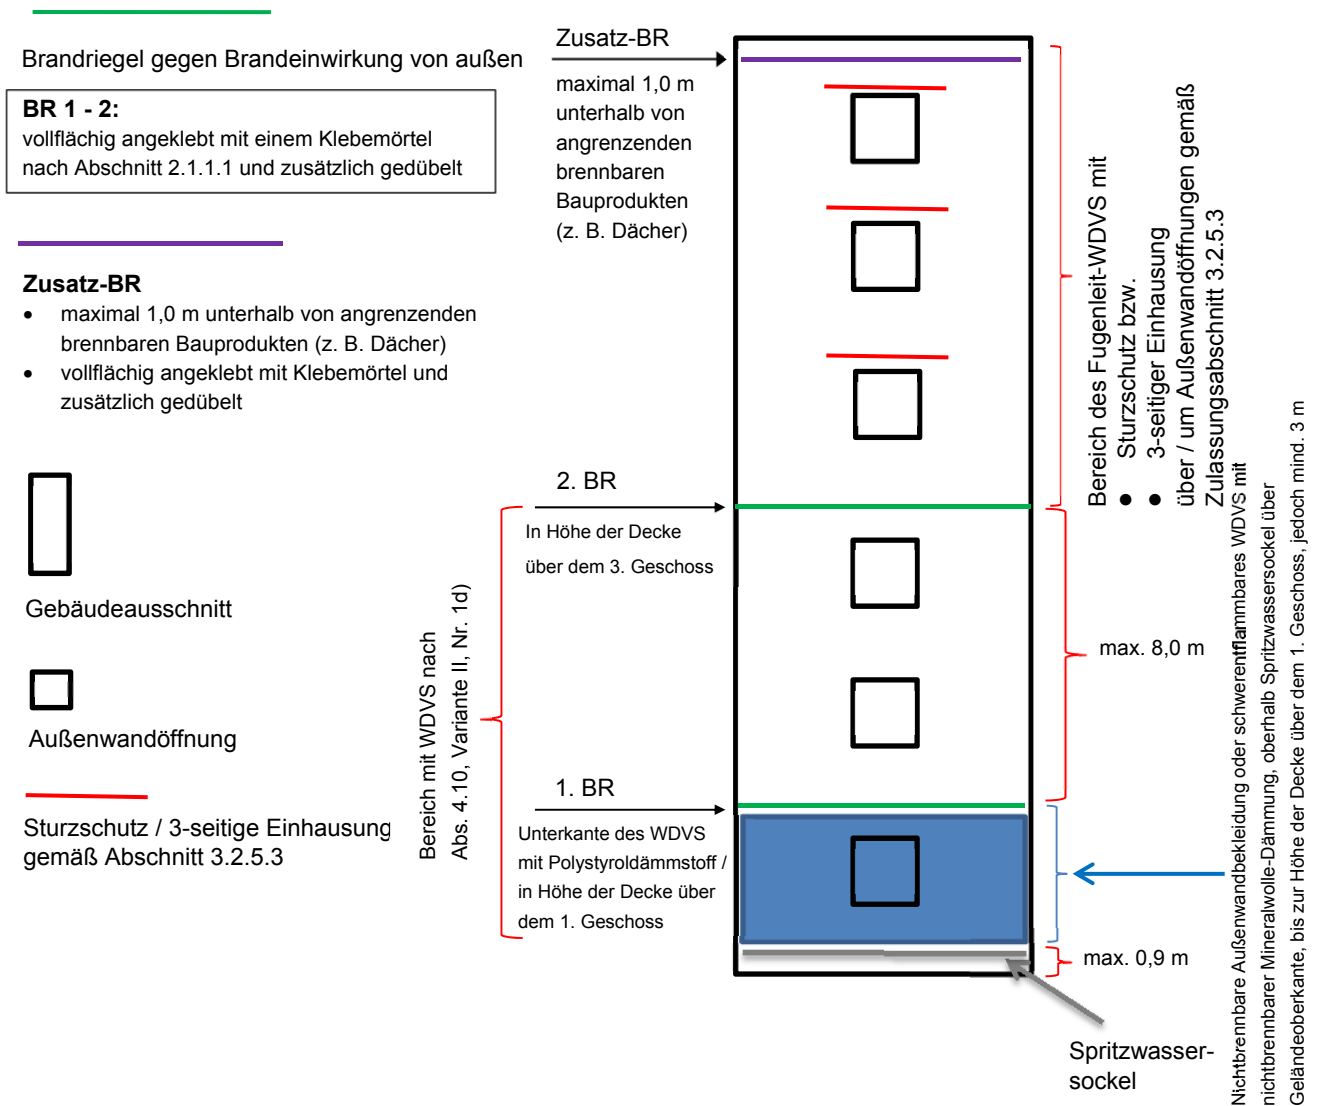 Brandriegel gegen Brandeinwirkung von außen
BR 1 - 2:
vollflächig angeklebt mit einem Klebemörtel
nach Abschnitt 2.1.1.1 und zusätzlich gedübelt
Zusatz-BR
• maximal 1,0 m unterhalb von angrenzenden
brennbaren Bauprodukten (z. B. Dächer)
• vollflächig angeklebt mit Klebemörtel und
zusätzlich gedübelt
Gebäudeausschnitt
Außenwandöffnung
Sturzschutz / 3-seitige Einhausung
gemäß Abschnitt 3.2.5.3
Bereich mit WDVS nach
Abs. 4.10, Variante II, Nr. 1d)
Zusatz-BR
maximal 1,0 m
unterhalb von
angrenzenden
brennbaren
Bauprodukten
(z. B. Dächer)
2. BR
In Höhe der Decke
über dem 3. Geschoss
1. BR
Unterkante des WDVS
mit Polystyroldämmstoff /
in Höhe der Decke über
dem 1. Geschoss
Bereich des Fugenleit-WDVS mit
• Sturzschutz bzw.
• 3-seitiger Einhausung
über / um Außenwandöffnungen gemäß
Zulassungsabschnitt 3.2.5.3
max. 8,0 m
max. 0,9 m
Spritzwasser-
sockel
Nichtbrennbare Außenwandbekleidung oder schwerentflammbares WDVS mit
nichtbrennbarer Mineralwolle-Dämmung, oberhalb Spritzwassersockel über
Geländeoberkante, bis zur Höhe der Decke über dem 1. Geschoss, jedoch mind. 3 m